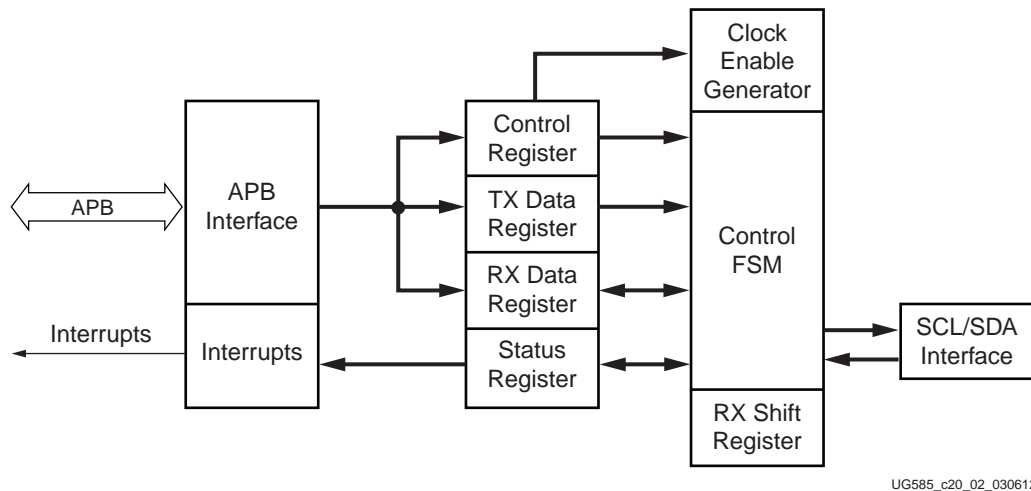 Clock
Enable
Generator
Control
Register
APB
APB
Interface
TX Data
Register
Control
FSM
RX Data
Register
Interrupts
Interrupts
Status
Register
SCL/SDA
Interface
RX Shift
Register